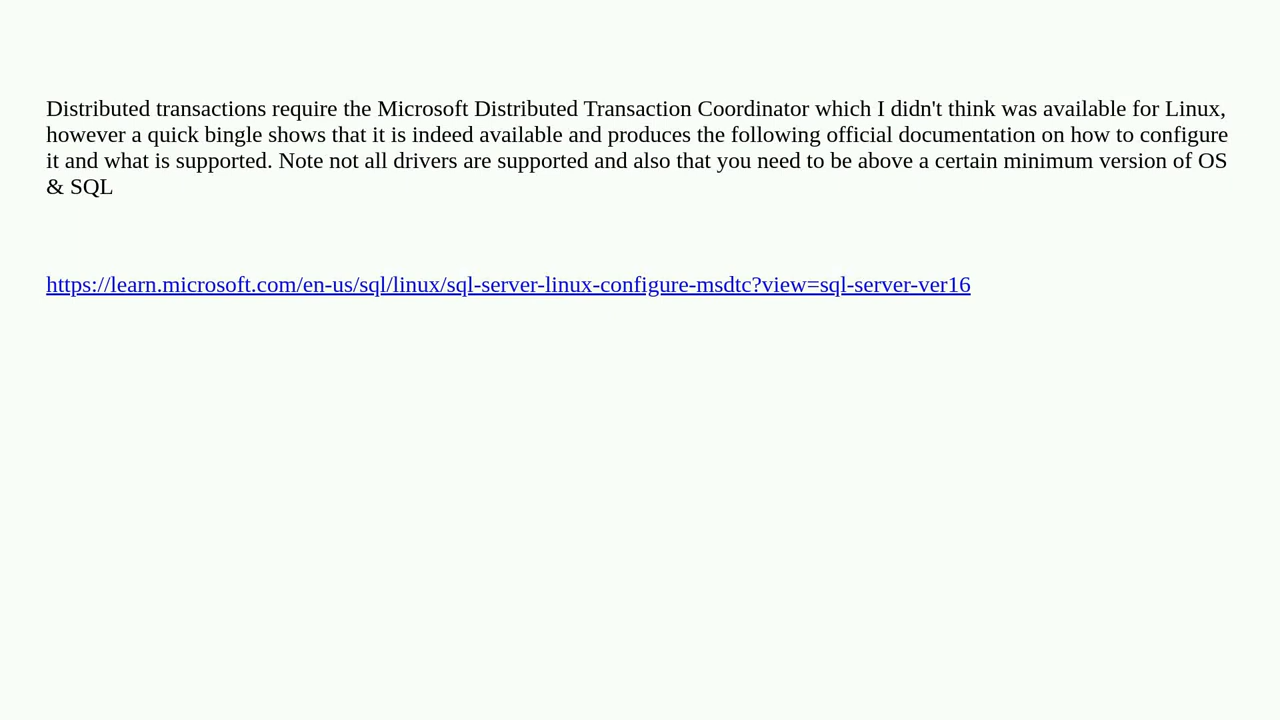 Distributed transactions require the Microsoft Distributed Transaction Coordinator which I didn't think was available for Linux,
however a quick bingle shows that it is indeed available and produces the following official documentation on how to configure
it and what is supported. Note not all drivers are supported and also that you need to be above a certain minimum version of OS
& SQL
https://learn.microsoft.com/en-us/sql/linux/sql-server-linux-configure-msdtc?view=sql-server-ver16